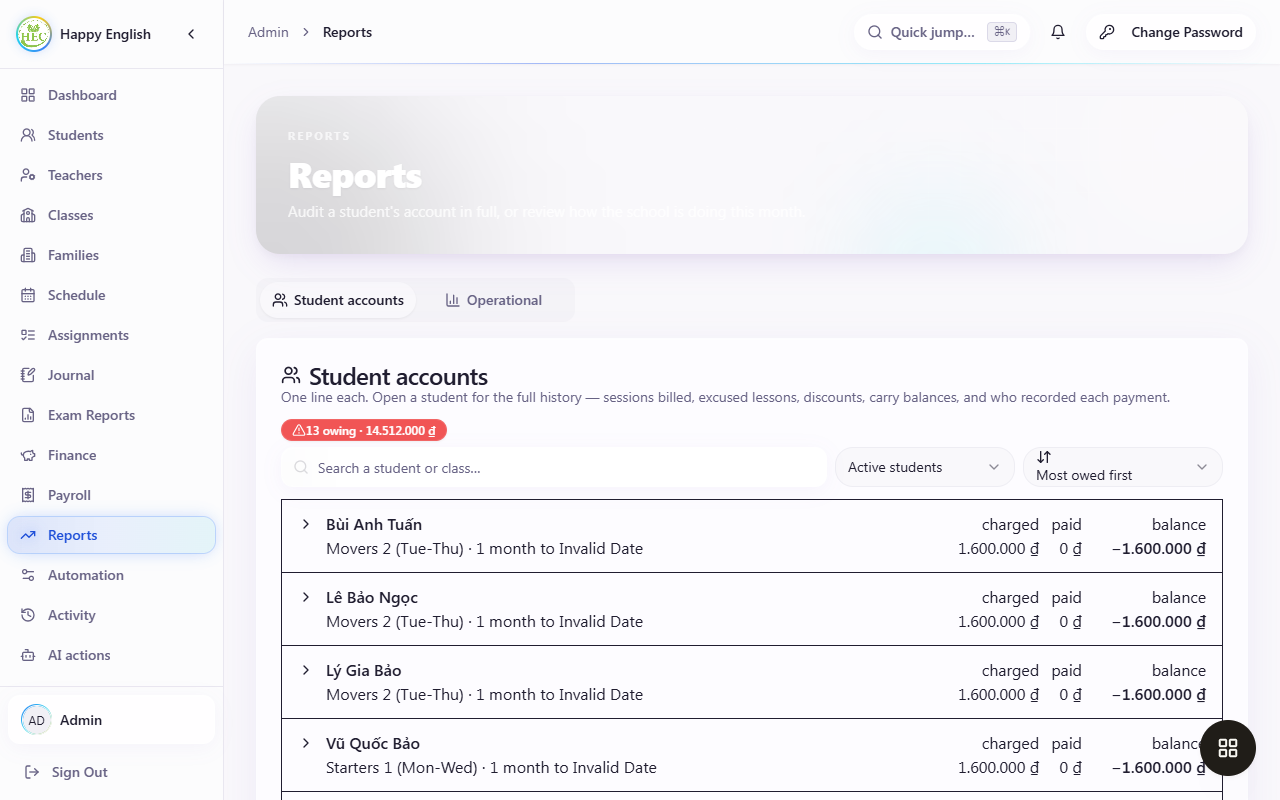 HEC
Happy English
Admin
Reports
Quick jump...
⌘K
Change Password
Dashboard
Students
Teachers
Classes
Families
Schedule
Assignments
Journal
Exam Reports
Finance
Payroll
Reports
Automation
Activity
AI actions
AD
Admin
Sign Out
REPORTS
Reports
Audit a student's account in full, or review how the school is doing this month.
Student accounts
Operational
Student accounts
One line each. Open a student for the full history — sessions billed, excused lessons, discounts, carry balances, and who recorded each payment.
13 owing · 14.512.000 ₫
Search a student or class...
Active students
Most owed first
Bùi Anh Tuấn
charged paid balance
Movers 2 (Tue-Thu) · 1 month to Invalid Date
1.600.000 ₫ 0 ₫ −1.600.000 ₫
Lê Bảo Ngọc
charged paid balance
Movers 2 (Tue-Thu) · 1 month to Invalid Date
1.600.000 ₫ 0 ₫ −1.600.000 ₫
Lý Gia Bảo
charged paid balance
Movers 2 (Tue-Thu) · 1 month to Invalid Date
1.600.000 ₫ 0 ₫ −1.600.000 ₫
Vũ Quốc Bảo
charged paid balance
Starters 1 (Mon-Wed) · 1 month to Invalid Date
1.600.000 ₫ 0 ₫ −1.600.000 ₫